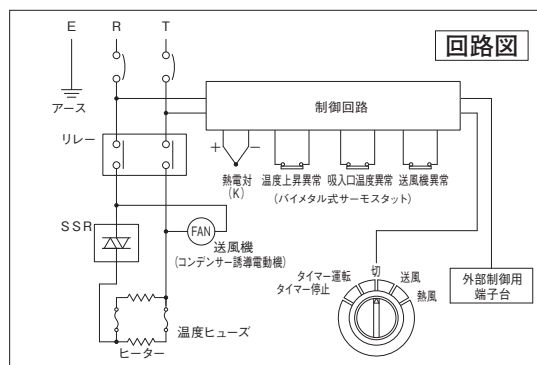 回路図
E R T
アース
リレー
制御回路
+ −
熱電対
(K)
温度上昇異常 吸入口温度異常 送風機異常
(バイメタル式サーモスタット)
SSR
FAN
送風機
(コンデンサー誘導電動機)
温度ヒューズ
ヒーター
切
タイマー運転
タイマー停止
送風
熱風
外部制御用
端子台